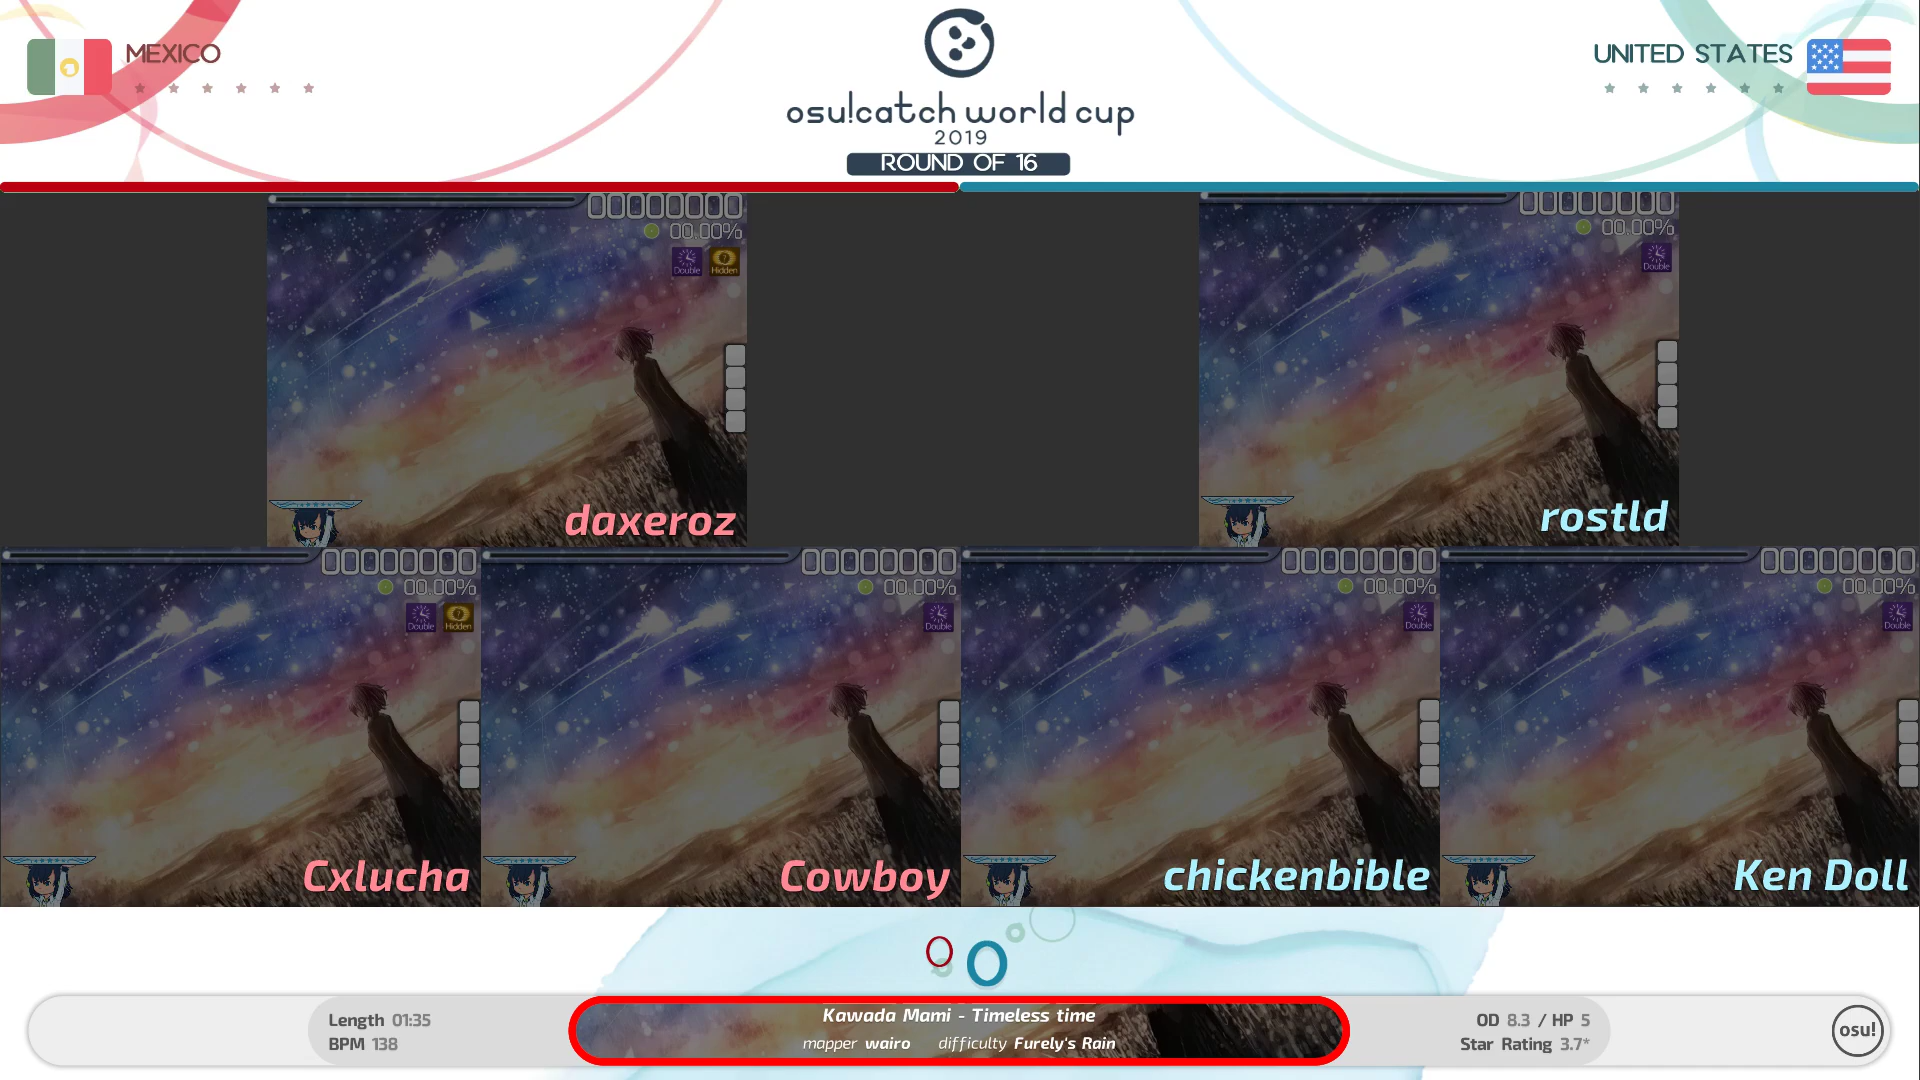 MEXICO
UNITED STATES
osu!catch world cup
2019
ROUND OF 16
00000000
00.00%
Double Hidden
daxeroz
00000000
00.00%
Double
rostld
00000000
00.00%
Double Hidden
Cxlucha
00000000
00.00%
Double
Cowboy
00000000
00.00%
Double
chickenbible
00000000
00.00%
Double
Ken Doll
0 0
Length 01:35
BPM 138
Kawada Mami - Timeless time
mapper wairo difficulty Furely's Rain
OD 8.3 / HP 5
Star Rating 3.7*
osu!